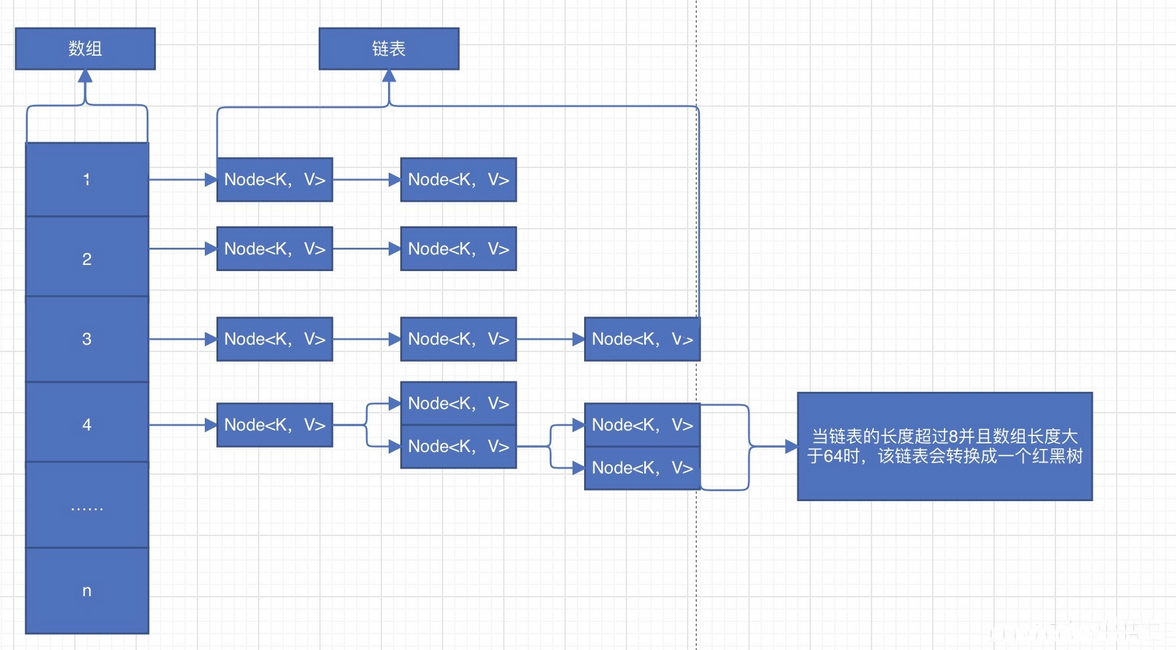 数组
链表
1
Node<K, V>
Node<K, V>
2
Node<K, V>
Node<K, V>
3
Node<K, V>
Node<K, V>
Node<K, V>
4
Node<K, V>
Node<K, V>
Node<K, V>
Node<K, V>
Node<K, V>
当链表的长度超过8并且数组长度大
于64时，该链表会转换成一个红黑树
......
n